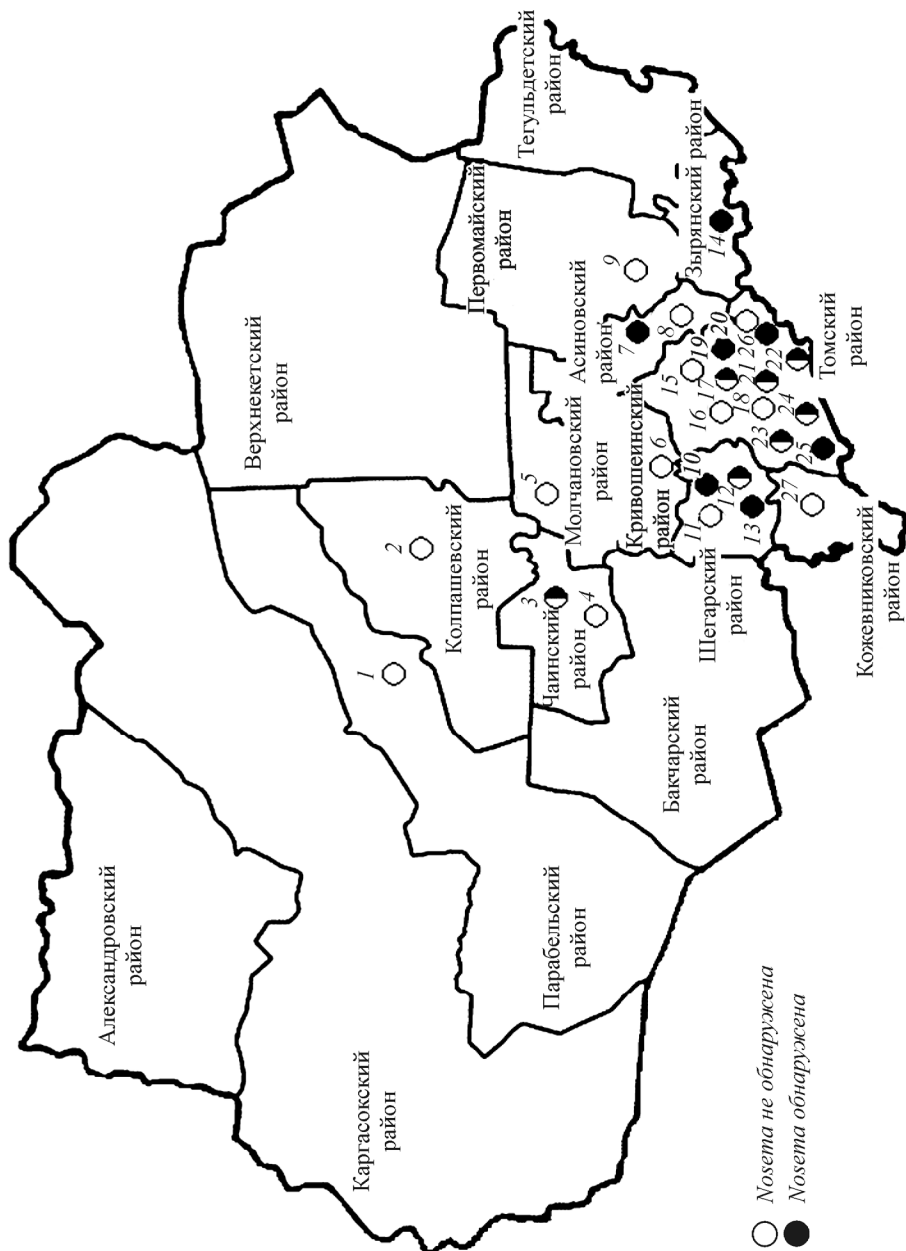 Александровский
район
Каргасокский
район
Верхнекетский
район
Парабельский
район
Колпашевский
район
Первомайский
район
Тегульдетский
район
Чаинский
район
Молчановский
район
Асиновский
район
Кривошеинский
район
Зырянский район
Бакчарский
район
Шегарский
район
Томский
район
Кожевниковский
район
1
2
3
4
5
6
7
8
9
10
11
12
13
14
15
16
17
18
19
20
21
22
23
24
25
26
27
Nosema не обнаружена
Nosema обнаружена